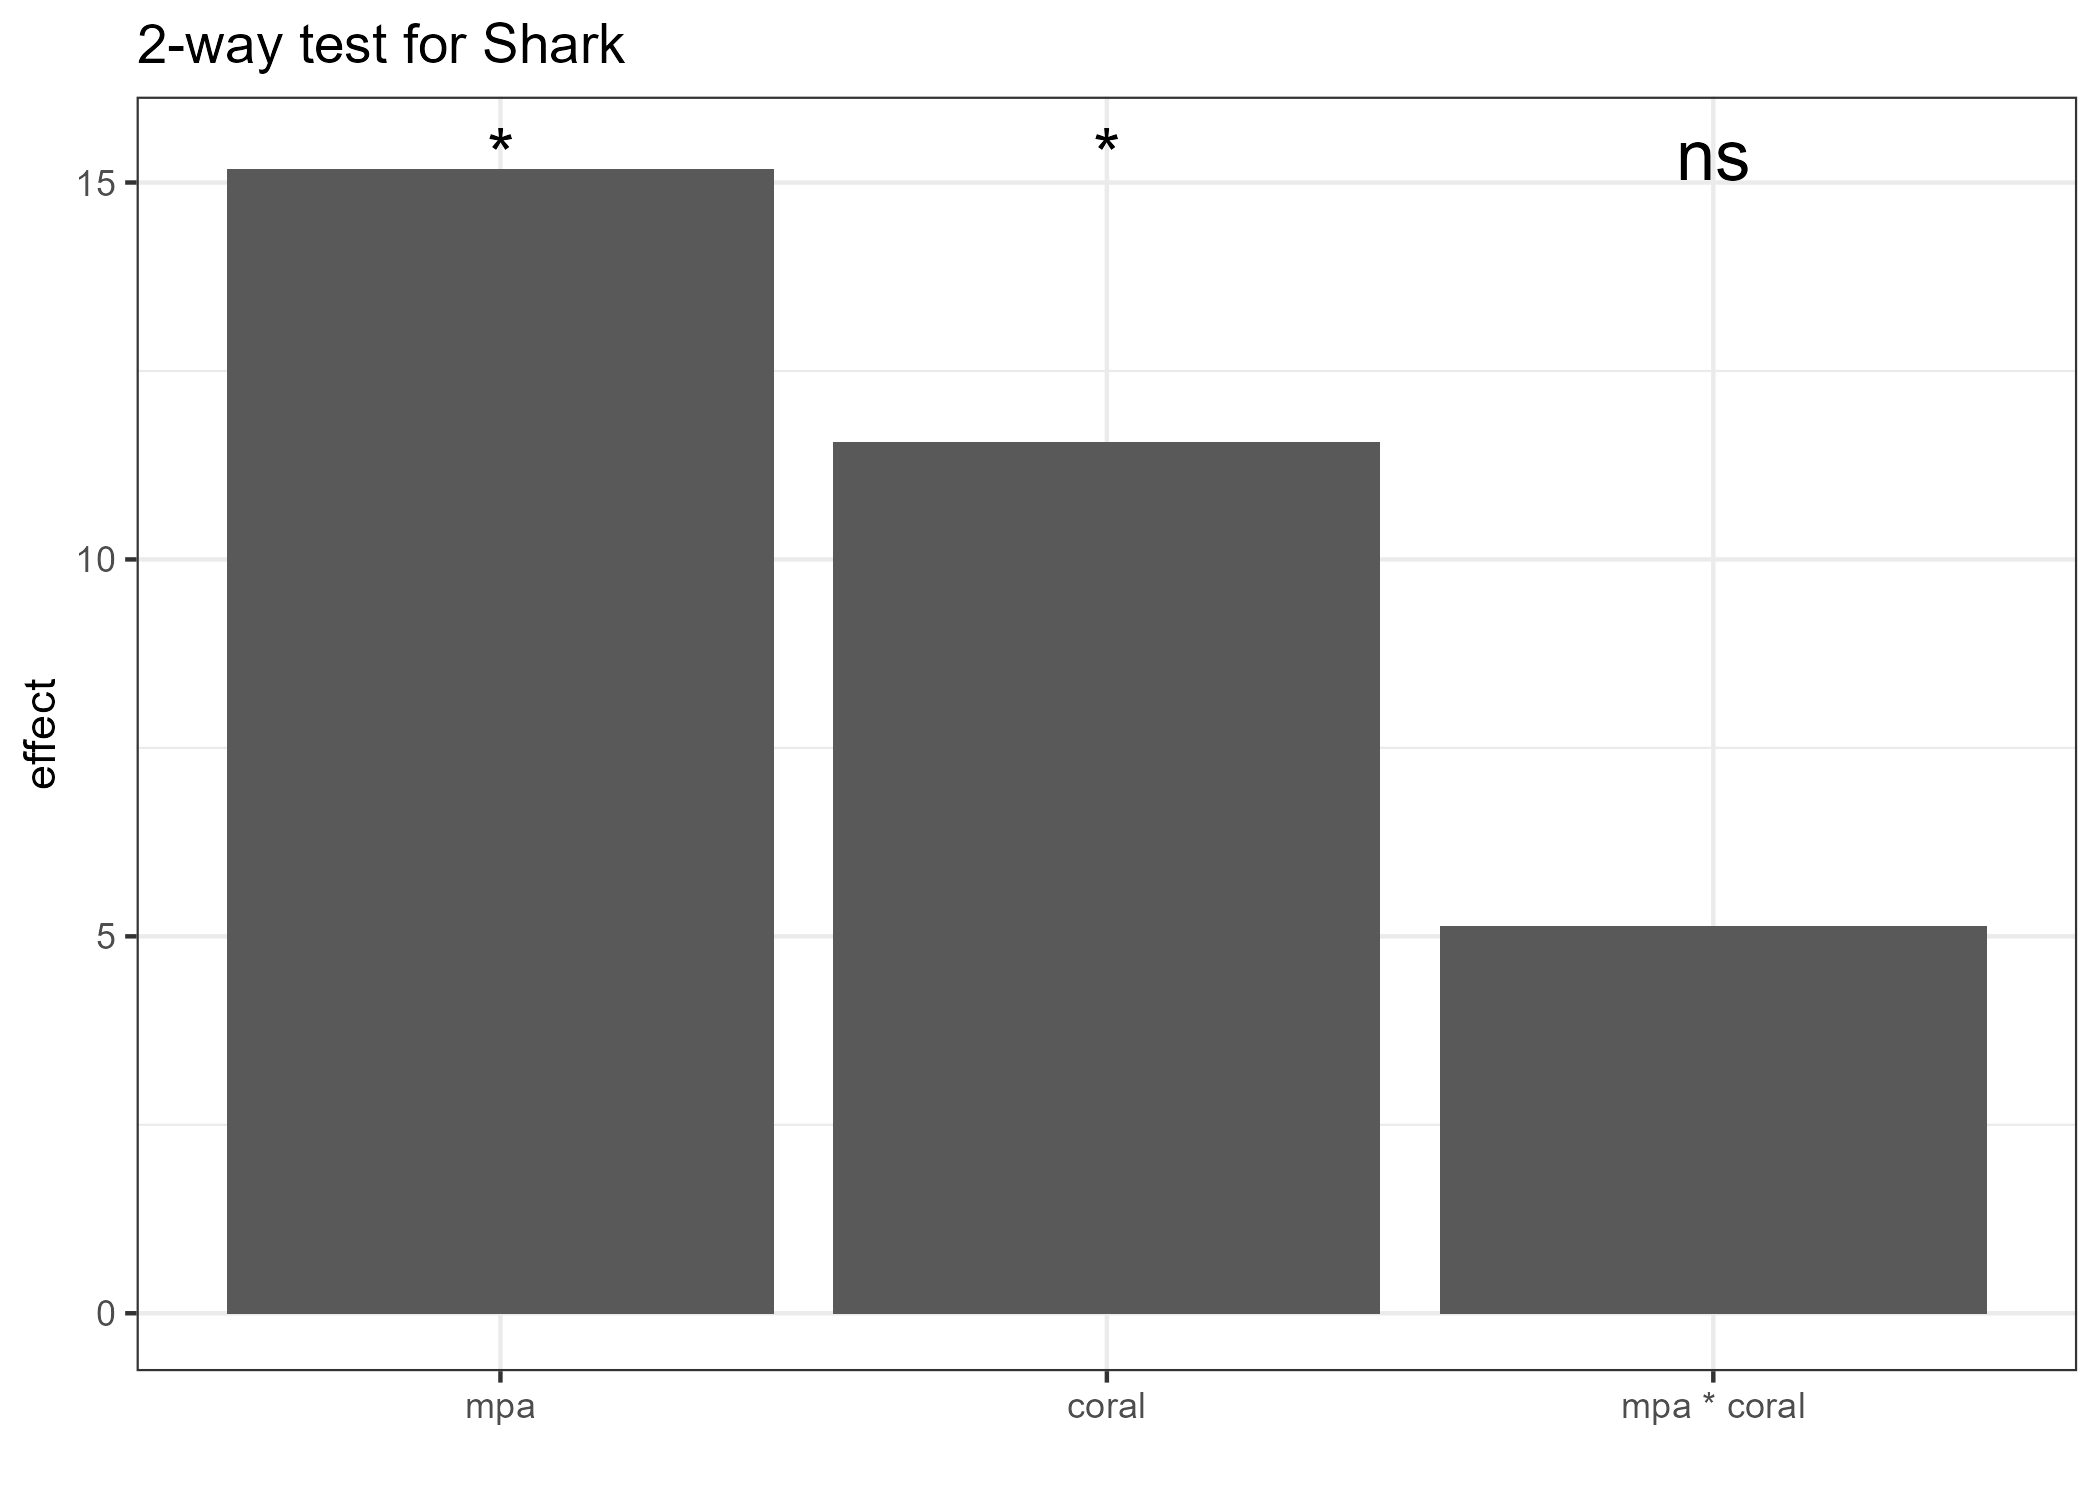 2-way test for Shark
* * ns
15
10
5
0
effect
mpa coral mpa * coral